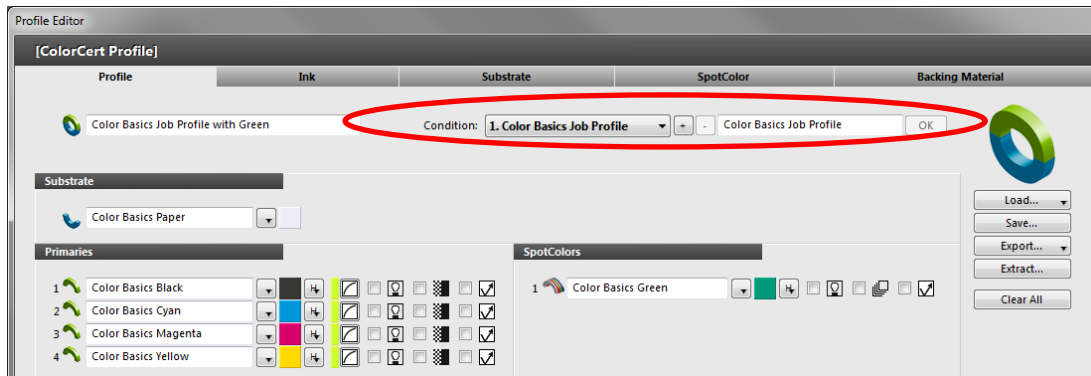 Profile Editor
[ColorCert Profile]
Profile Ink Substrate SpotColor Backing Material
Color Basics Job Profile with Green Condition: 1. Color Basics Job Profile + - Color Basics Job Profile OK
Substrate
Color Basics Paper
Load...
Save...
Export...
Extract...
Clear All
Primaries
1 Color Basics Black
2 Color Basics Cyan
3 Color Basics Magenta
4 Color Basics Yellow
SpotColors
1 Color Basics Green